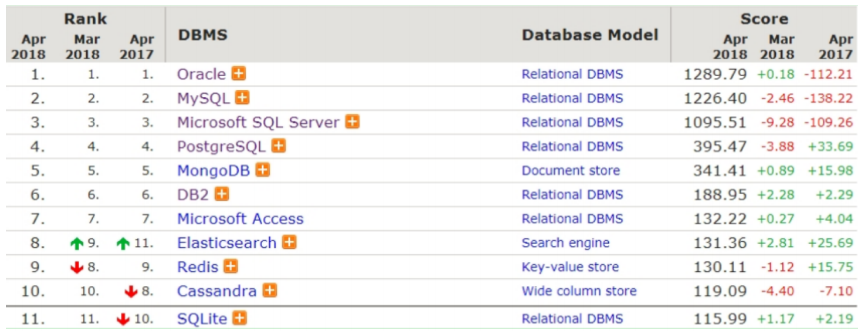 Rank DBMS Database Model Score
Apr 2018 Mar 2018 Apr 2017 Apr 2018 Mar 2018 Apr 2017
1. 1. 1. Oracle Relational DBMS 1289.79 +0.18 -112.21
2. 2. 2. MySQL Relational DBMS 1226.40 -2.46 -138.22
3. 3. 3. Microsoft SQL Server Relational DBMS 1095.51 -9.28 -109.26
4. 4. 4. PostgreSQL Relational DBMS 395.47 -3.88 +33.69
5. 5. 5. MongoDB Document store 341.41 +0.89 +15.98
6. 6. 6. DB2 Relational DBMS 188.95 +2.28 +2.29
7. 7. 7. Microsoft Access Relational DBMS 132.22 +0.27 +4.04
8. 9. 11. Elasticsearch Search engine 131.36 +2.81 +25.69
9. 8. 9. Redis Key-value store 130.11 -1.12 +15.75
10. 10. 8. Cassandra Wide column store 119.09 -4.40 -7.10
11. 11. 10. SQLite Relational DBMS 115.99 +1.17 +2.19